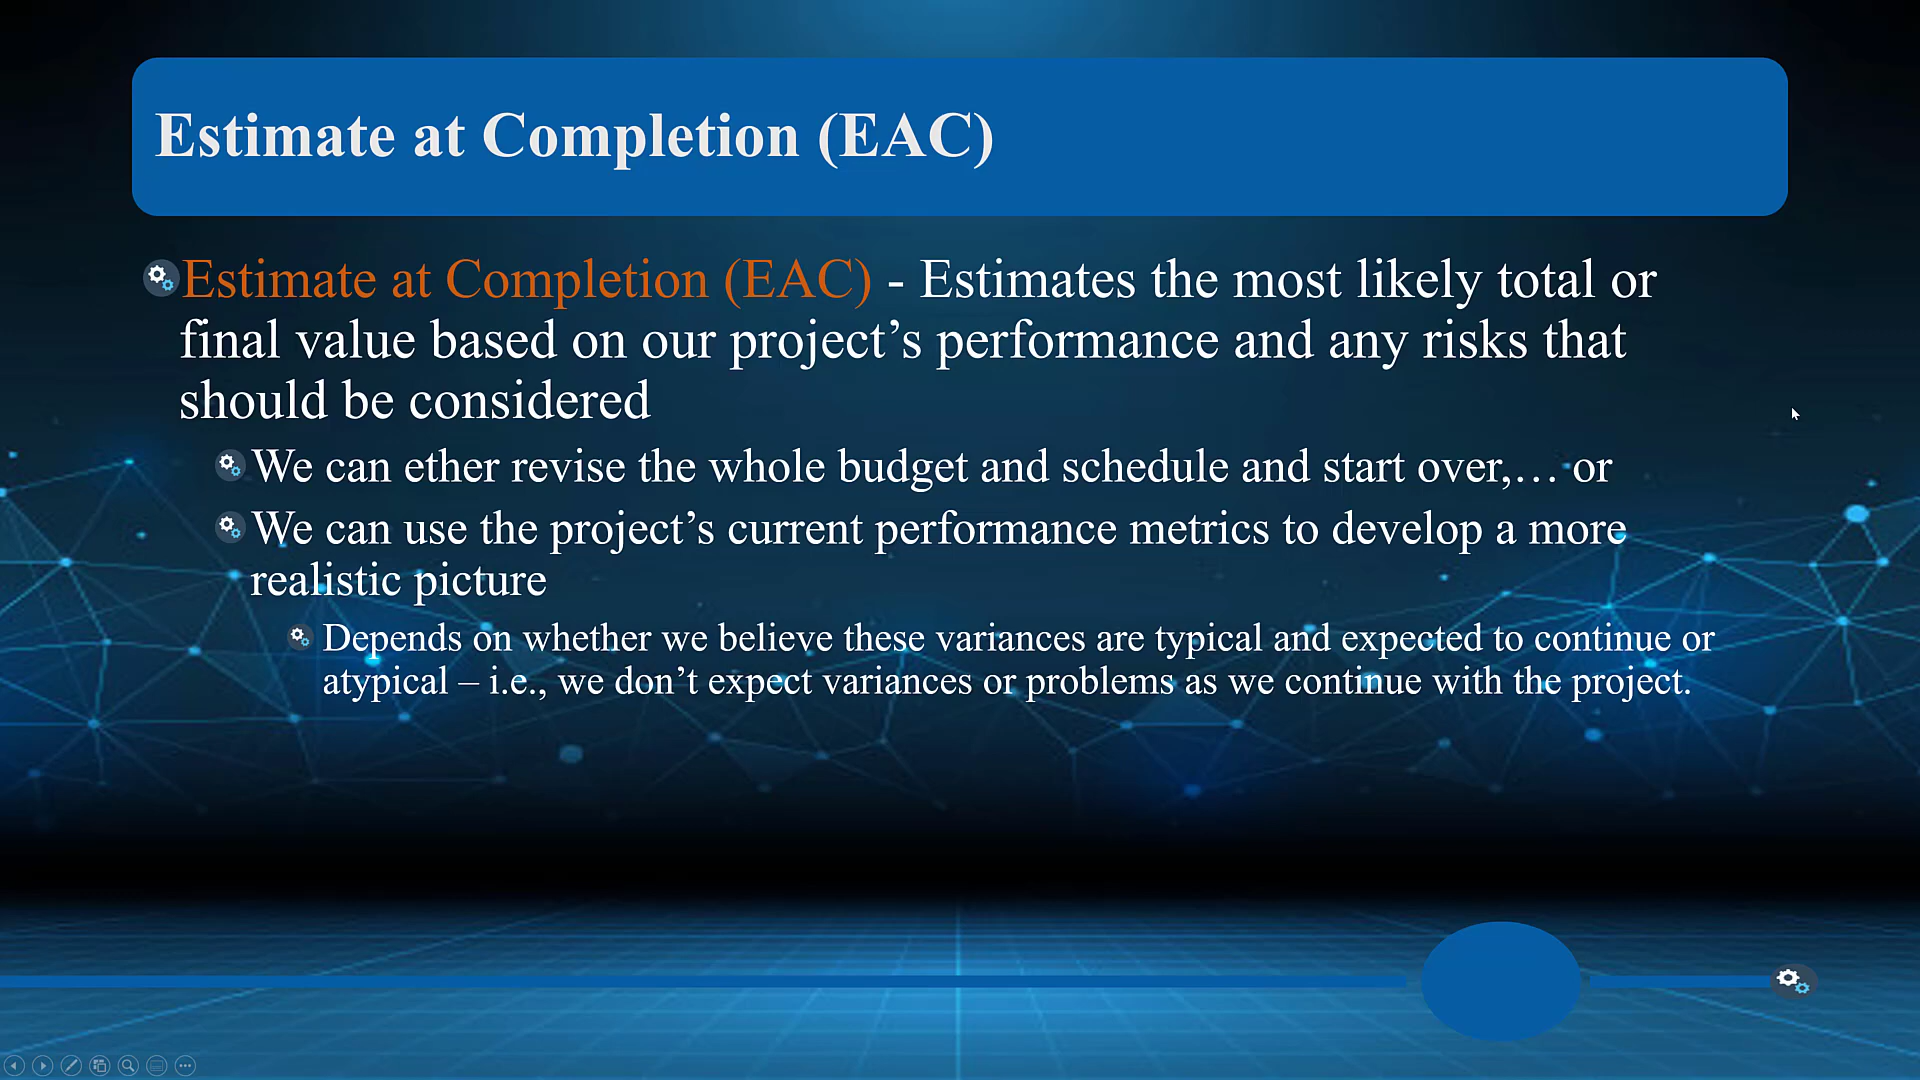 Estimate at Completion (EAC)
Estimate at Completion (EAC) - Estimates the most likely total or
final value based on our project’s performance and any risks that
should be considered
We can ether revise the whole budget and schedule and start over,… or
We can use the project’s current performance metrics to develop a more
realistic picture
Depends on whether we believe these variances are typical and expected to continue or
atypical – i.e., we don’t expect variances or problems as we continue with the project.